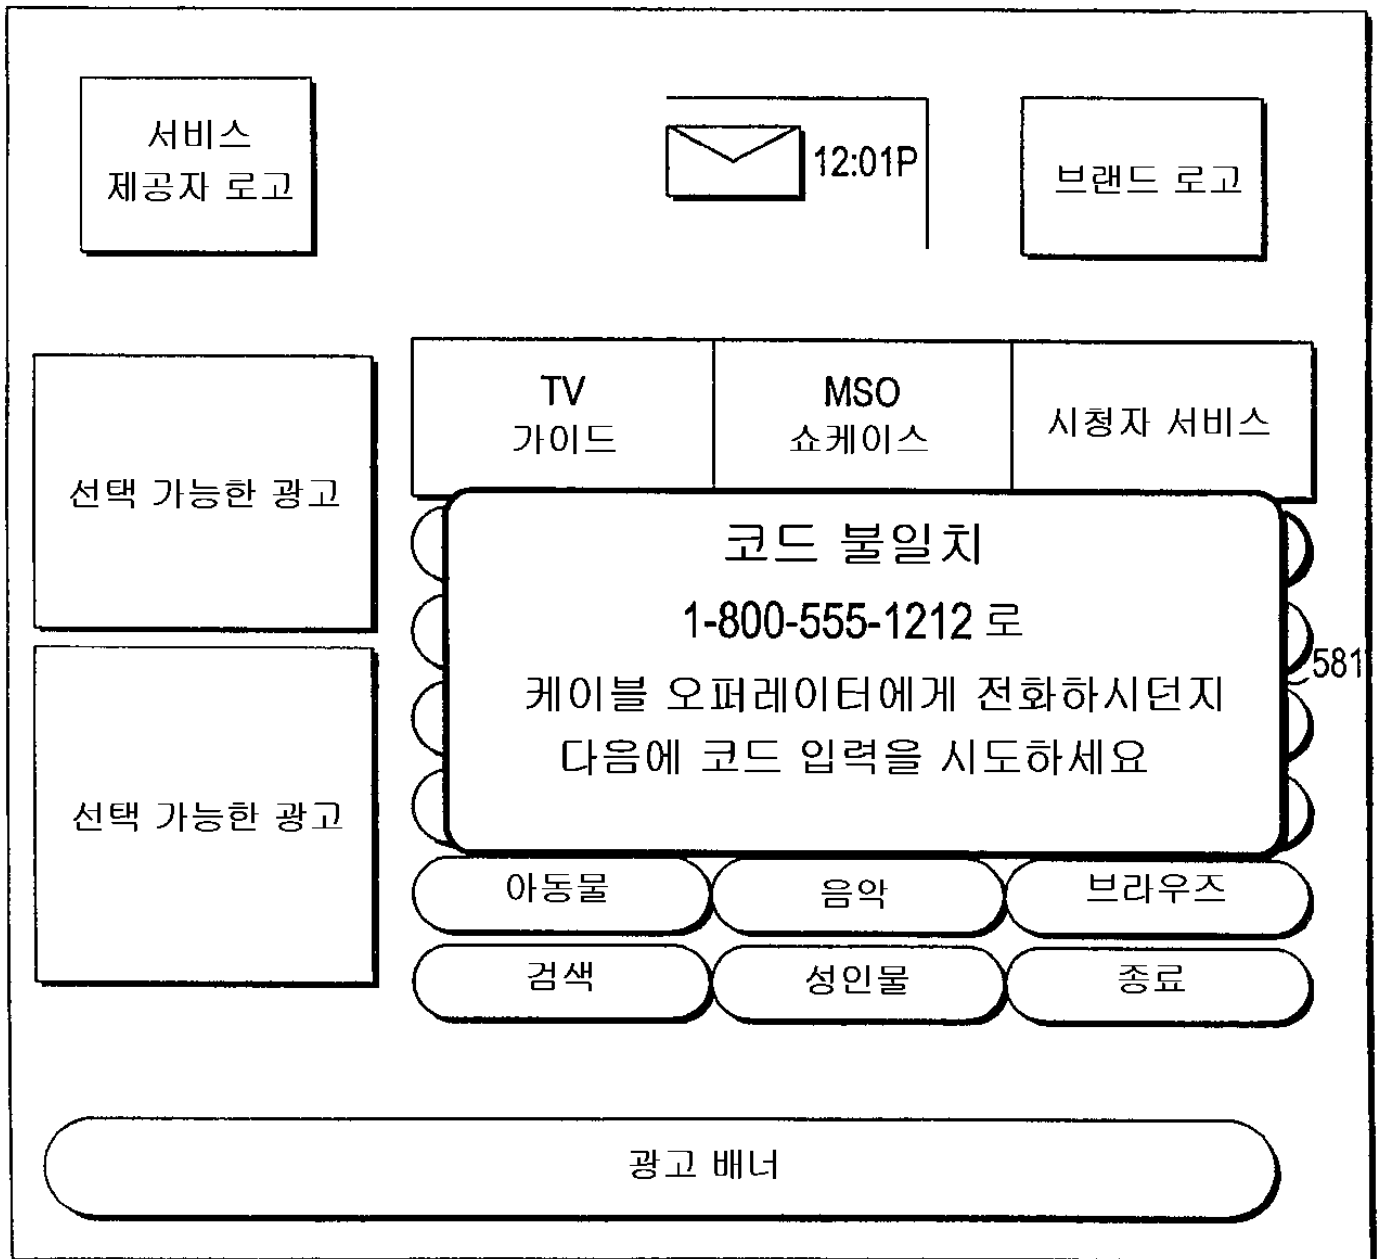 서비스
제공자 로고
12:01P
브랜드 로고
TV
가이드
MSO
쇼케이스
시청자 서비스
선택 가능한 광고
코드 불일치
1-800-555-1212 로
케이블 오퍼레이터에게 전화하시던지
다음에 코드 입력을 시도하세요
581
선택 가능한 광고
아동물
음악
브라우즈
검색
성인물
종료
광고 배너